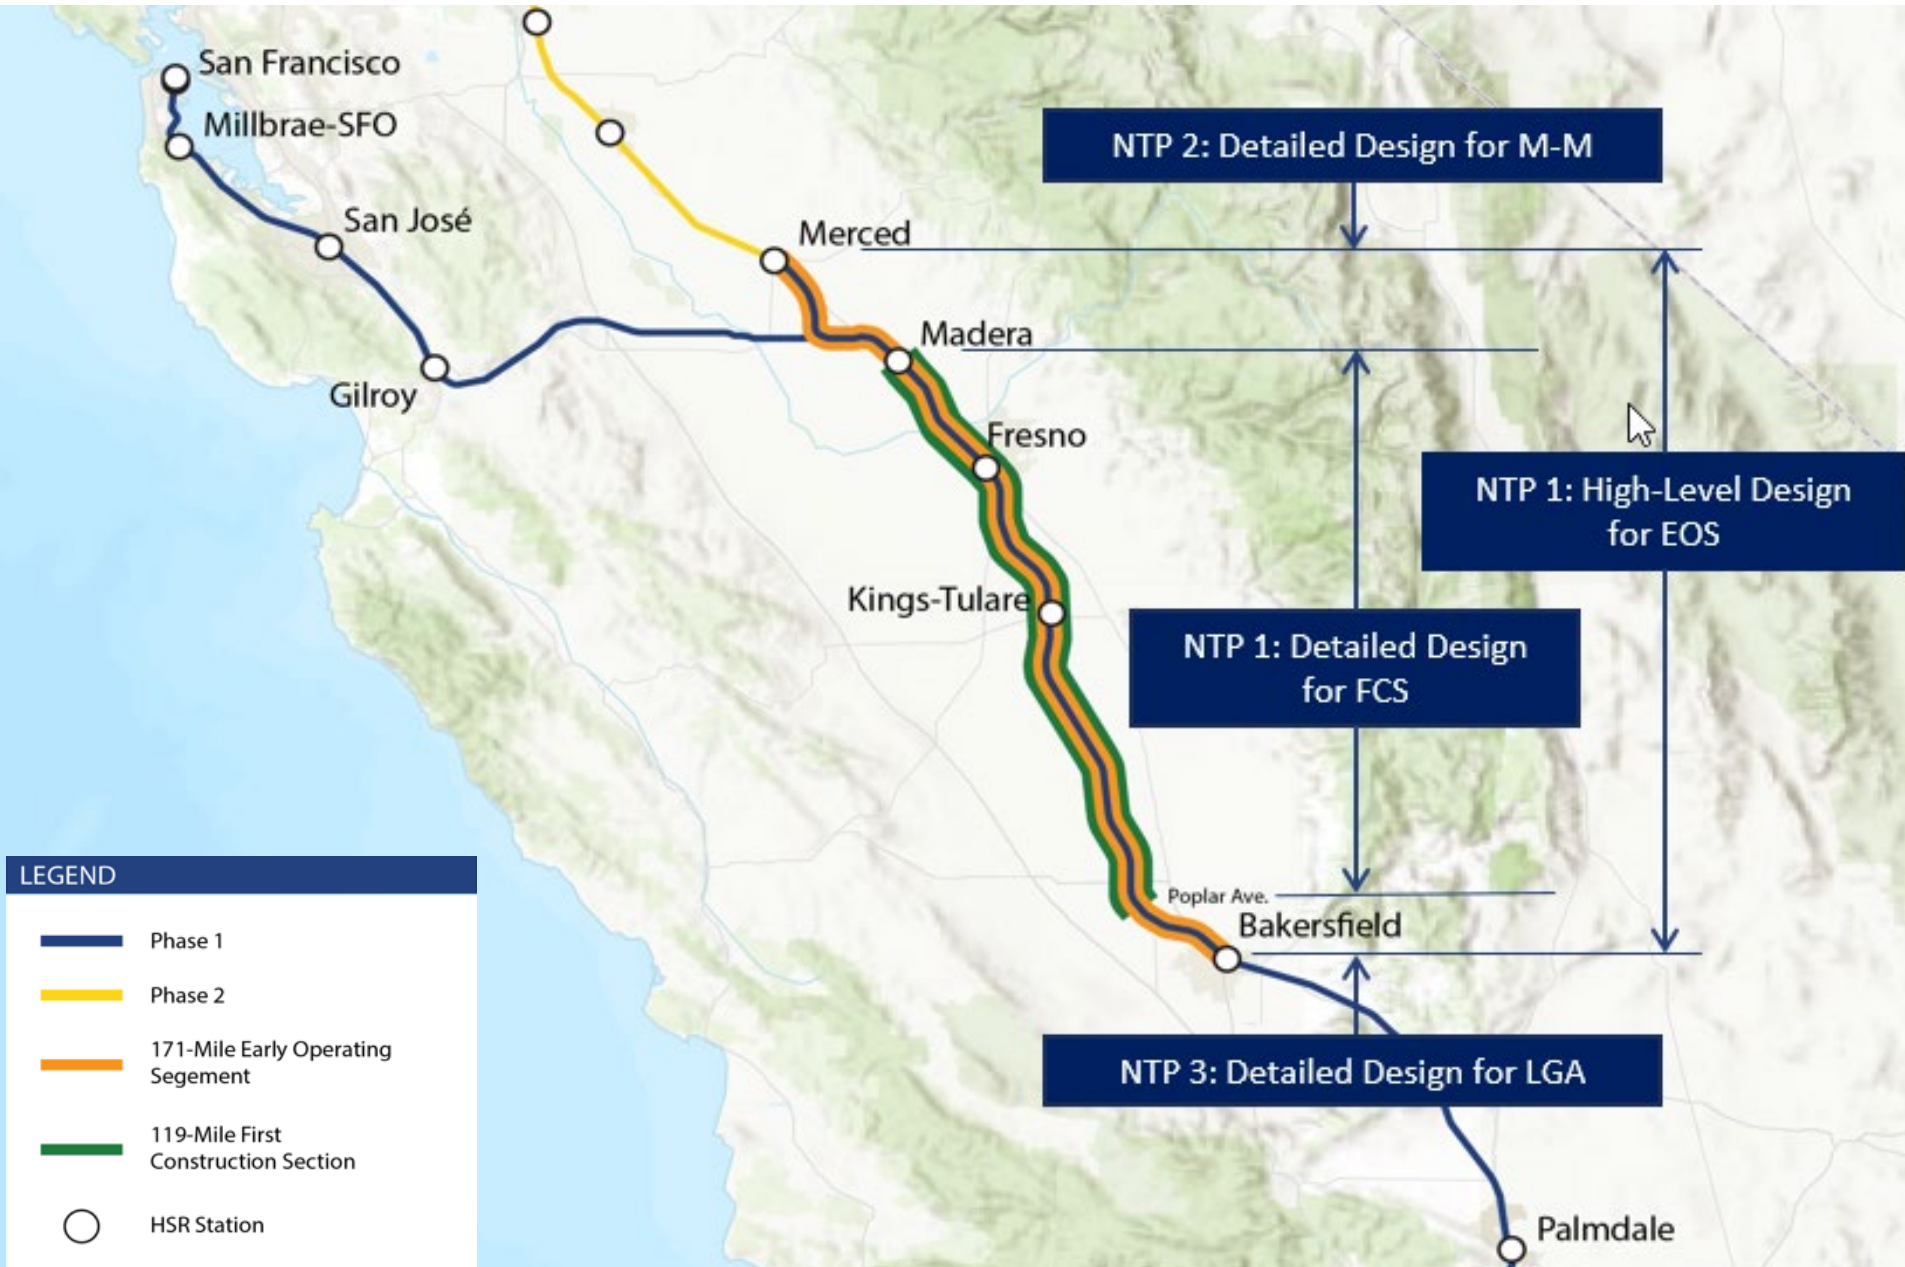 San Francisco
Millbrae-SFO
San José
Gilroy
Merced
Madera
Fresno
Kings-Tulare
Poplar Ave.
Bakersfield
Palmdale
NTP 2: Detailed Design for M-M
NTP 1: High-Level Design
for EOS
NTP 1: Detailed Design
for FCS
NTP 3: Detailed Design for LGA
LEGEND
Phase 1
Phase 2
171-Mile Early Operating
Segement
119-Mile First
Construction Section
HSR Station